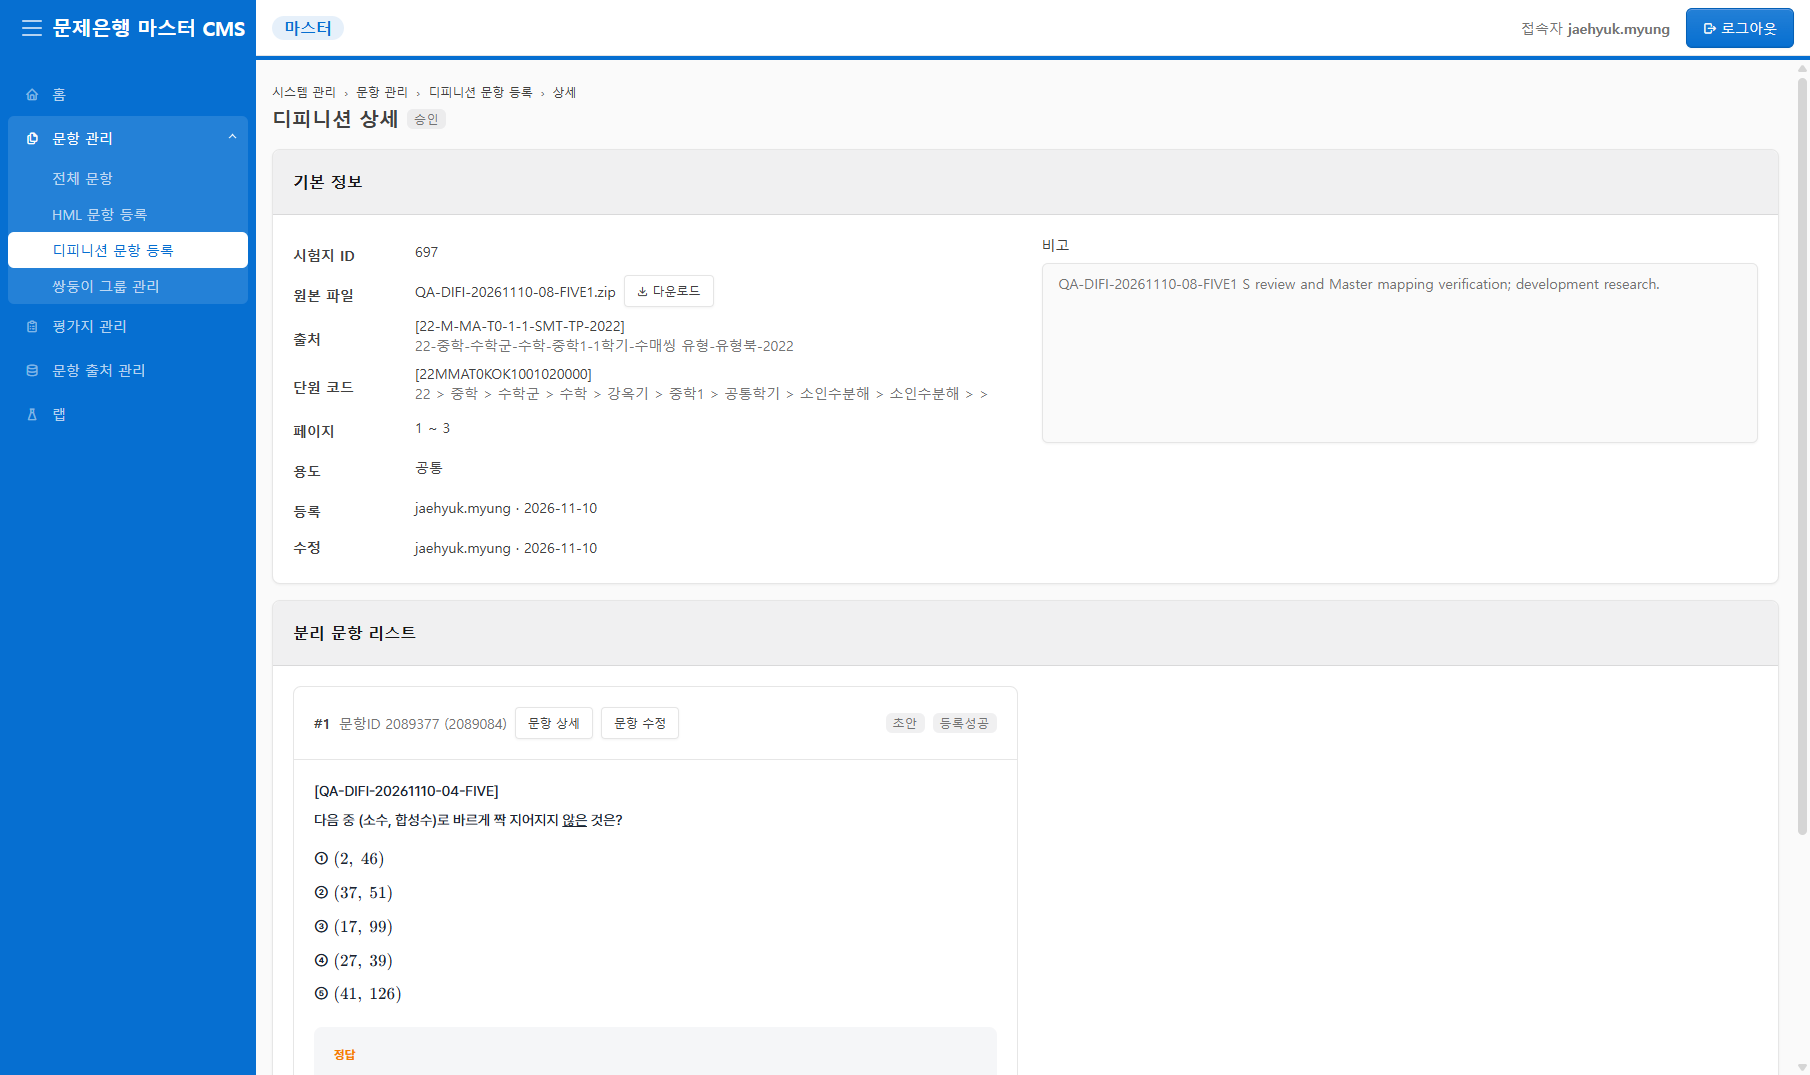 문제은행 마스터 CMS
홈
문항 관리
전체 문항
HML 문항 등록
디피니션 문항 등록
쌍둥이 그룹 관리
평가지 관리
문항 출처 관리
랩
마스터
접속자 jaehyuk.myung
로그아웃
시스템 관리 › 문항 관리 › 디피니션 문항 등록 › 상세
디피니션 상세 승인
기본 정보
시험지 ID 697
원본 파일 QA-DIFI-20261110-08-FIVE1.zip 다운로드
출처 [22-M-MA-T0-1-1-SMT-TP-2022]
22-중학-수학군-수학-중학1-1학기-수매씽 유형-유형북-2022
단원 코드 [22MMAT0KOK1001020000]
22 > 중학 > 수학군 > 수학 > 강옥기 > 중학1 > 공통학기 > 소인수분해 > 소인수분해 > >
페이지 1 ~ 3
용도 공통
등록 jaehyuk.myung · 2026-11-10
수정 jaehyuk.myung · 2026-11-10
비고
QA-DIFI-20261110-08-FIVE1 S review and Master mapping verification; development research.
분리 문항 리스트
#1 문항ID 2089377 (2089084) 문항 상세 문항 수정 초안 등록성공
[QA-DIFI-20261110-04-FIVE]
다음 중 (소수, 합성수)로 바르게 짝 지어지지 않은 것은?
① (2, 46)
② (37, 51)
③ (17, 99)
④ (27, 39)
⑤ (41, 126)
정답